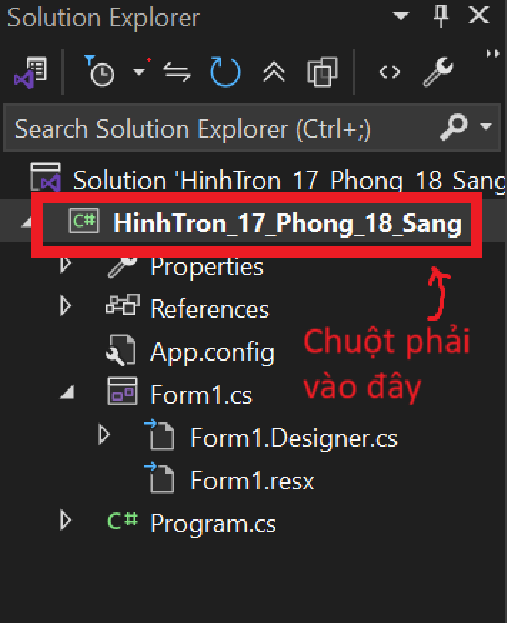 Solution Explorer
Search Solution Explorer (Ctrl+;)
Solution 'HinhTron_17_Phong_18_Sang
C# HinhTron_17_Phong_18_Sang
Properties
References
Chuột phải
vào đây
App.config
Form1.cs
Form1.Designer.cs
Form1.resx
C# Program.cs